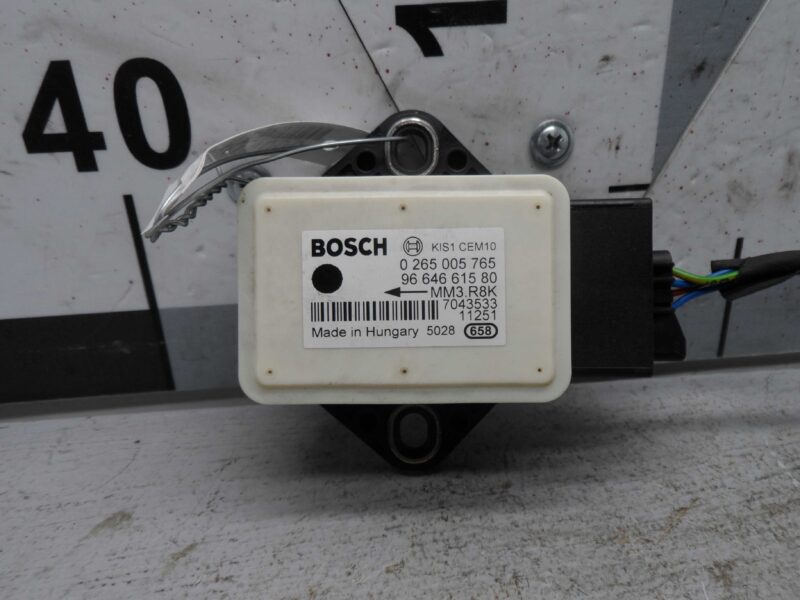 40
1
BOSCH KIS1 CEM10
0 265 005 765
96 646 615 80
MM3.R8K
7043533
11251
Made in Hungary 5028 658